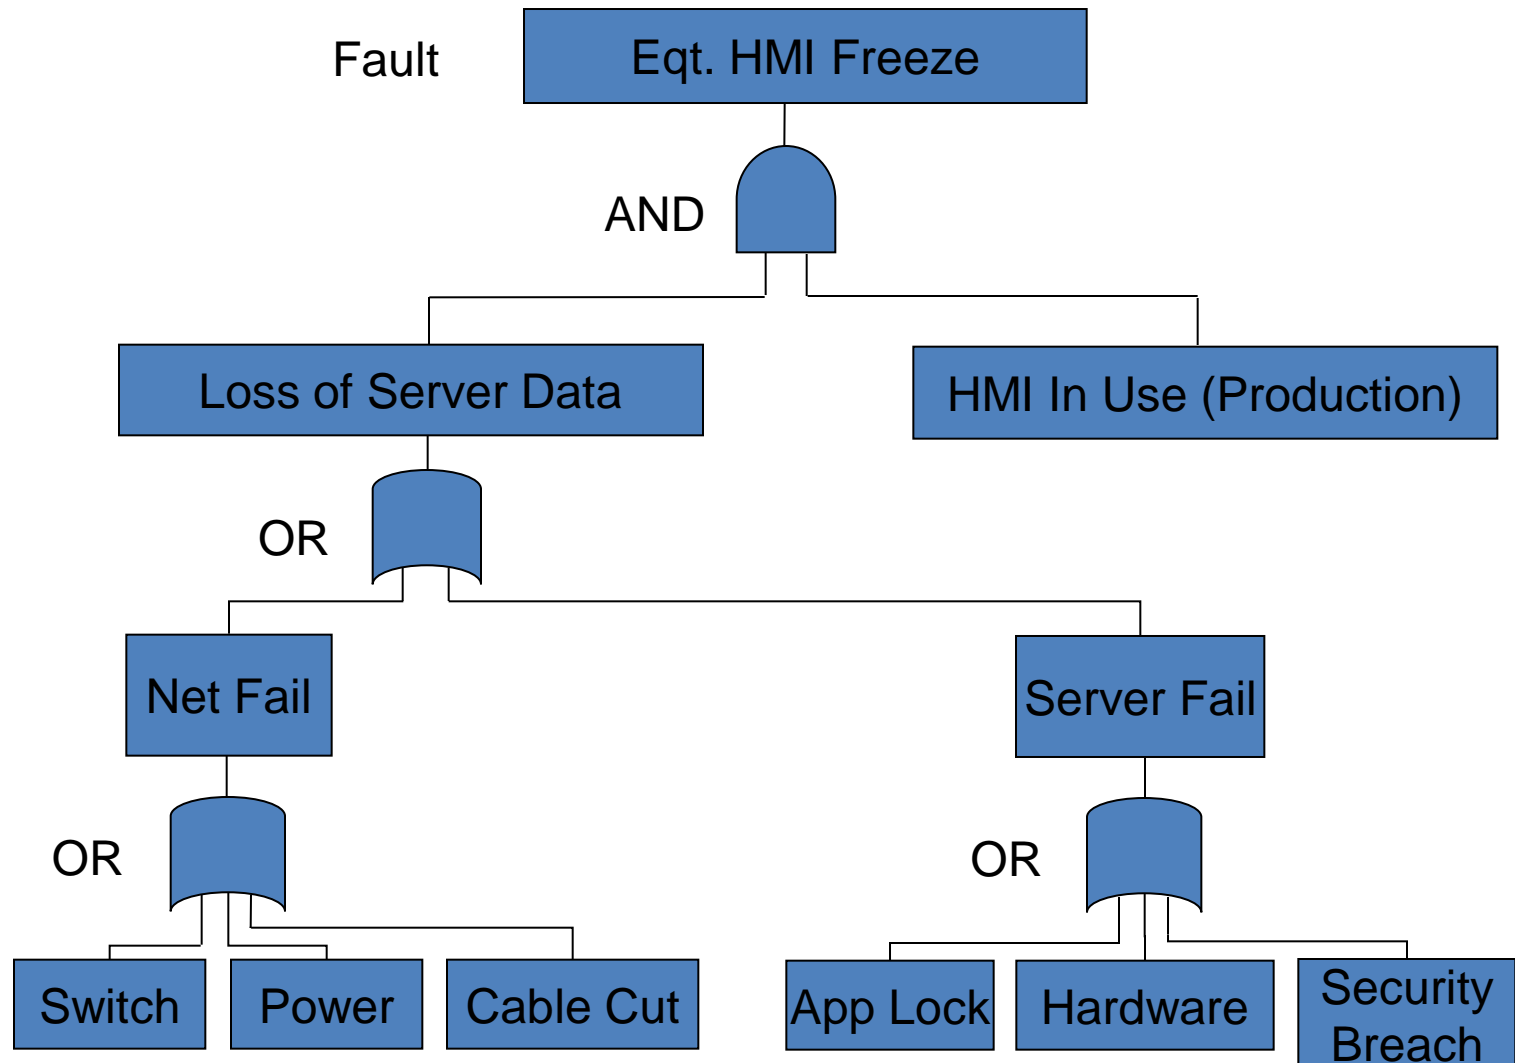 Fault
Eqt. HMI Freeze
AND
Loss of Server Data
HMI In Use (Production)
OR
Net Fail
Server Fail
OR
OR
Switch
Power
Cable Cut
App Lock
Hardware
Security
Breach